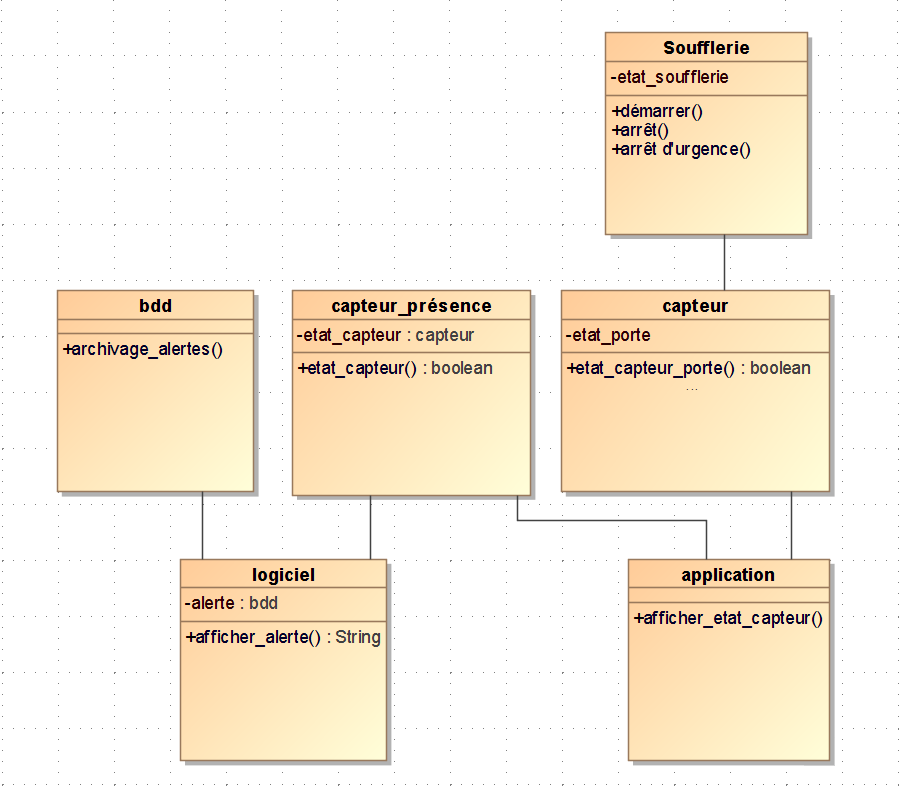 Soufflerie
-etat_soufflerie
+démarrer()
+arrêt()
+arrêt d'urgence()
bdd
+archivage_alertes()
capteur_présence
-etat_capteur : capteur
+etat_capteur() : boolean
capteur
-etat_porte
+etat_capteur_porte() : boolean
...
logiciel
-alerte : bdd
+afficher_alerte() : String
application
+afficher_etat_capteur()